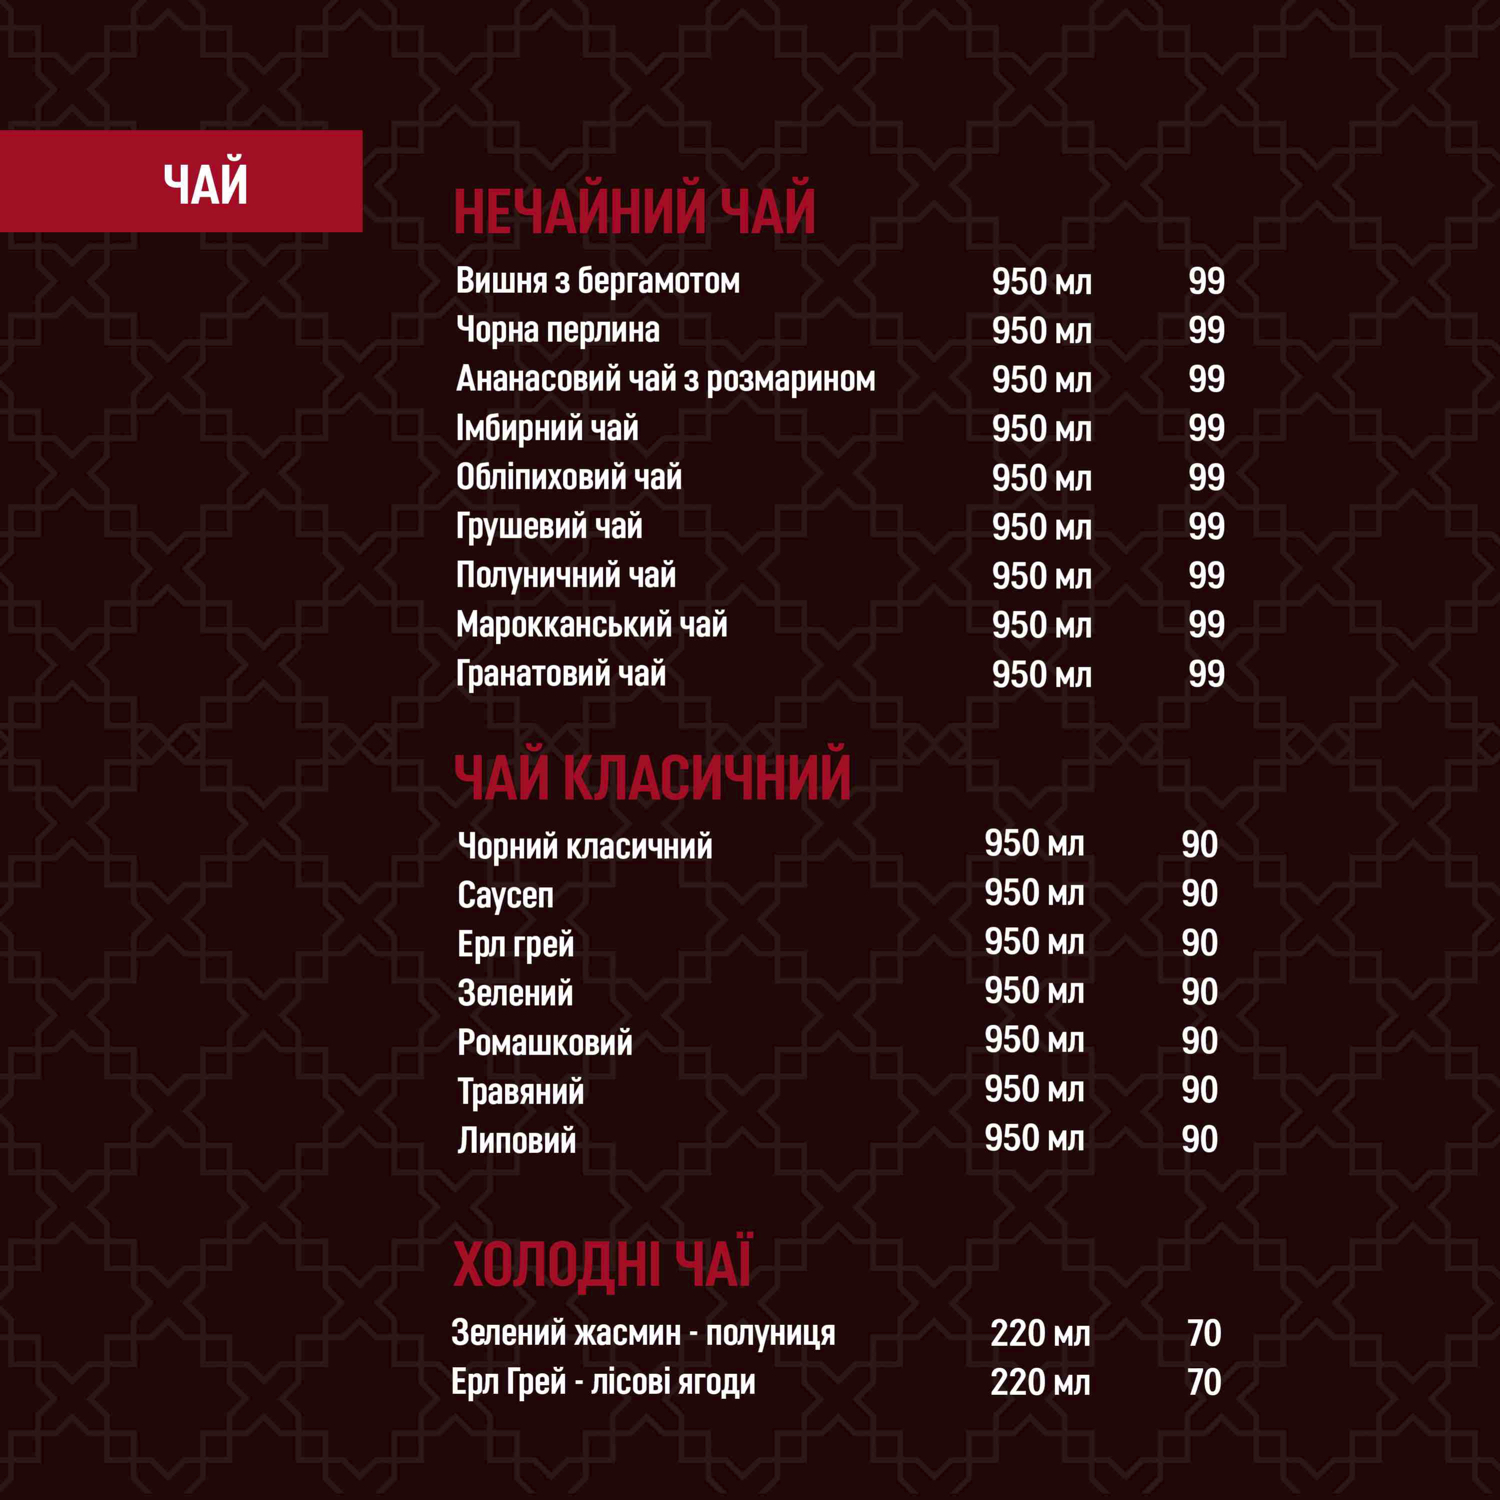 ЧАЙ
НЕЧАЙНИЙ ЧАЙ
Вишня з бергамотом 950 мл 99
Чорна перлина 950 мл 99
Ананасовий чай з розмарином 950 мл 99
Імбирний чай 950 мл 99
Обліпиховий чай 950 мл 99
Грушевий чай 950 мл 99
Полуничний чай 950 мл 99
Марокканський чай 950 мл 99
Гранатовий чай 950 мл 99
ЧАЙ КЛАСИЧНИЙ
Чорний класичний 950 мл 90
Саусеп 950 мл 90
Ерл грей 950 мл 90
Зелений 950 мл 90
Ромашковий 950 мл 90
Травяний 950 мл 90
Липовий 950 мл 90
ХОЛОДНІ ЧАЇ
Зелений жасмин - полуниця 220 мл 70
Ерл Грей - лісові ягоди 220 мл 70